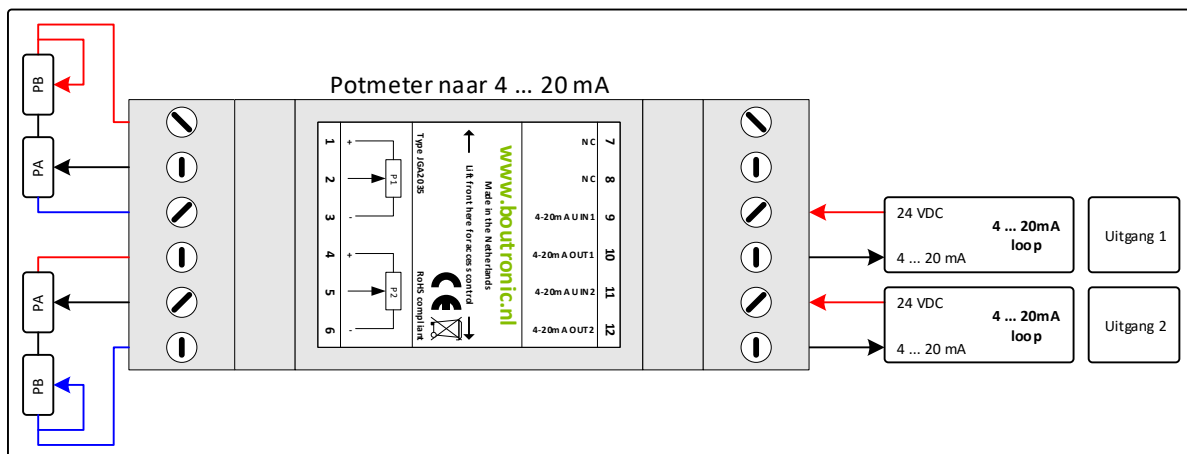 Potmeter naar 4 ... 20 mA
PB
PA
PA
PB
1 +
2 P1
3 -
4 +
5 P2
6 -
Type JGA2035
RoHS compliant
Lift front here for access control
Made in the Netherlands
www.boutronic.nl
CE
NC 7
NC 8
4-20mA UIN1 9
4-20mA OUT1 10
4-20mA UIN2 11
4-20mA OUT2 12
24 VDC
4 ... 20mA
loop
4 ... 20 mA
Uitgang 1
24 VDC
4 ... 20mA
loop
4 ... 20 mA
Uitgang 2